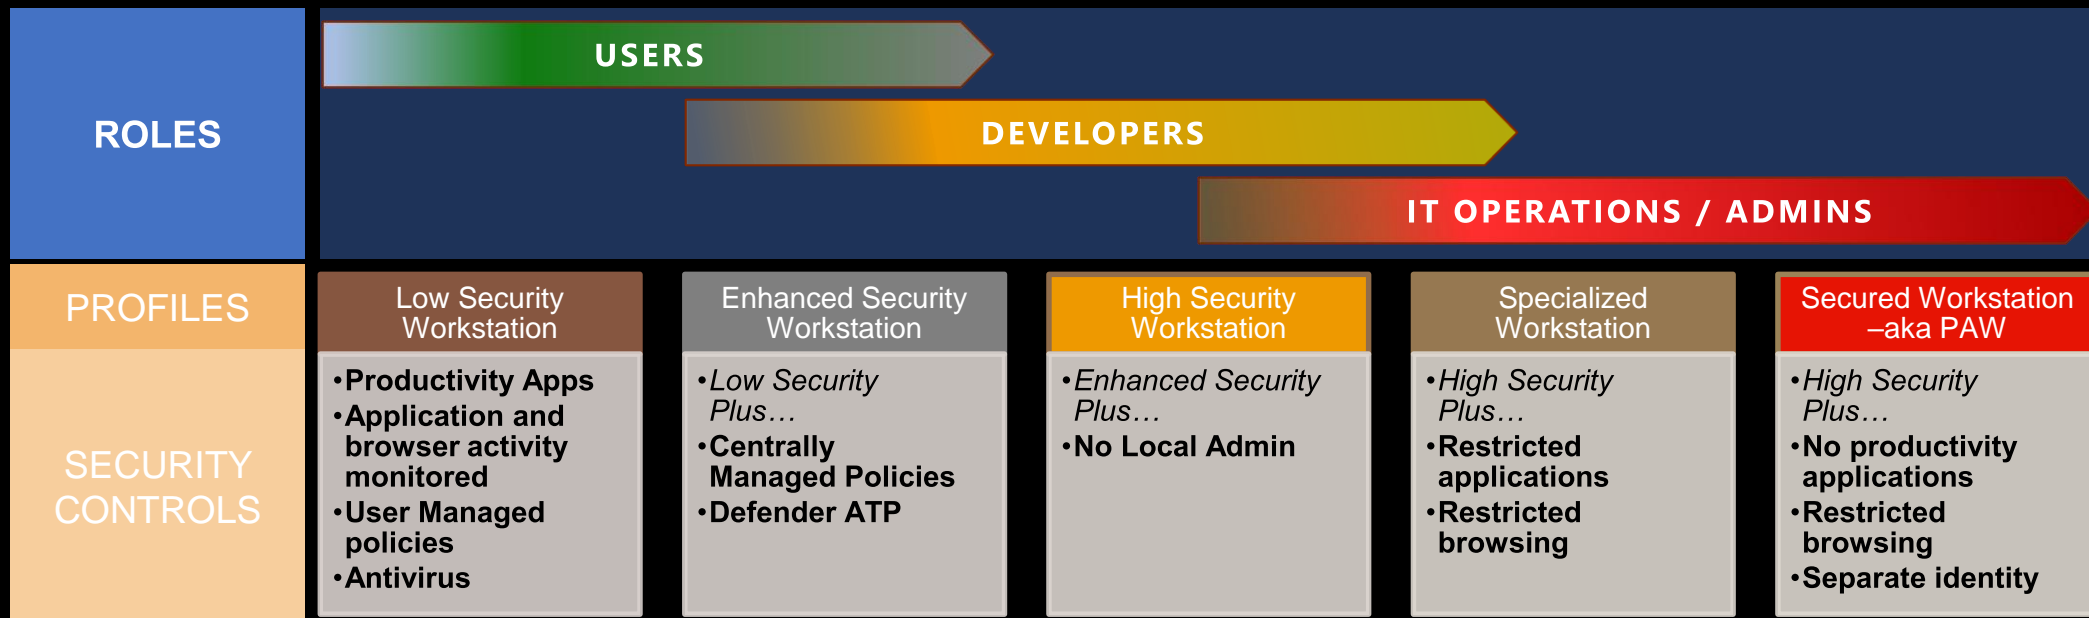 ROLES
USERS
DEVELOPERS
IT OPERATIONS / ADMINS
PROFILES
Low Security
Workstation
Enhanced Security
Workstation
High Security
Workstation
Specialized
Workstation
Secured Workstation
–aka PAW
SECURITY
CONTROLS
•Productivity Apps
•Application and
browser activity
monitored
•User Managed
policies
•Antivirus
•Low Security
Plus…
•Centrally
Managed Policies
•Defender ATP
•Enhanced Security
Plus…
•No Local Admin
•High Security
Plus…
•Restricted
applications
•Restricted
browsing
•High Security
Plus…
•No productivity
applications
•Restricted
browsing
•Separate identity